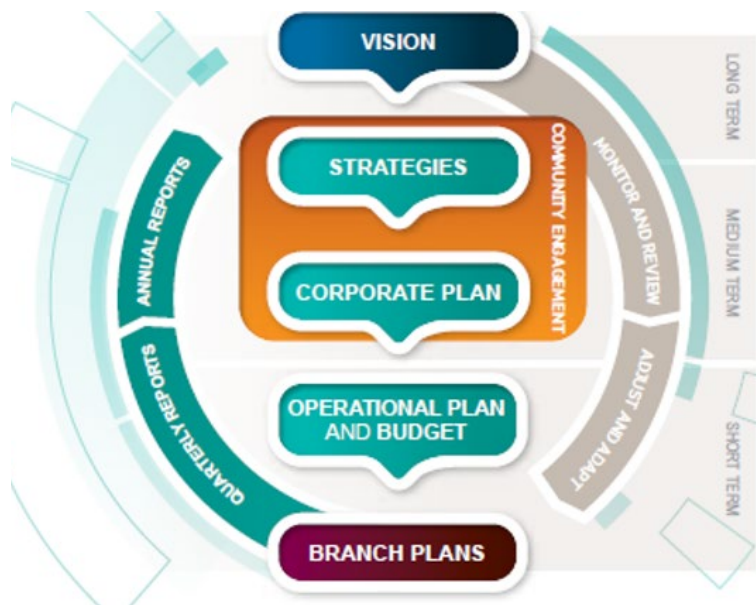 VISION
STRATEGIES
CORPORATE PLAN
COMMUNITY ENGAGEMENT
OPERATIONAL PLAN
AND BUDGET
BRANCH PLANS
QUARTERLY REPORTS
ANNUAL REPORTS
MONITOR AND REVIEW
ADJUST AND ADAPT
LONG TERM
MEDIUM TERM
SHORT TERM